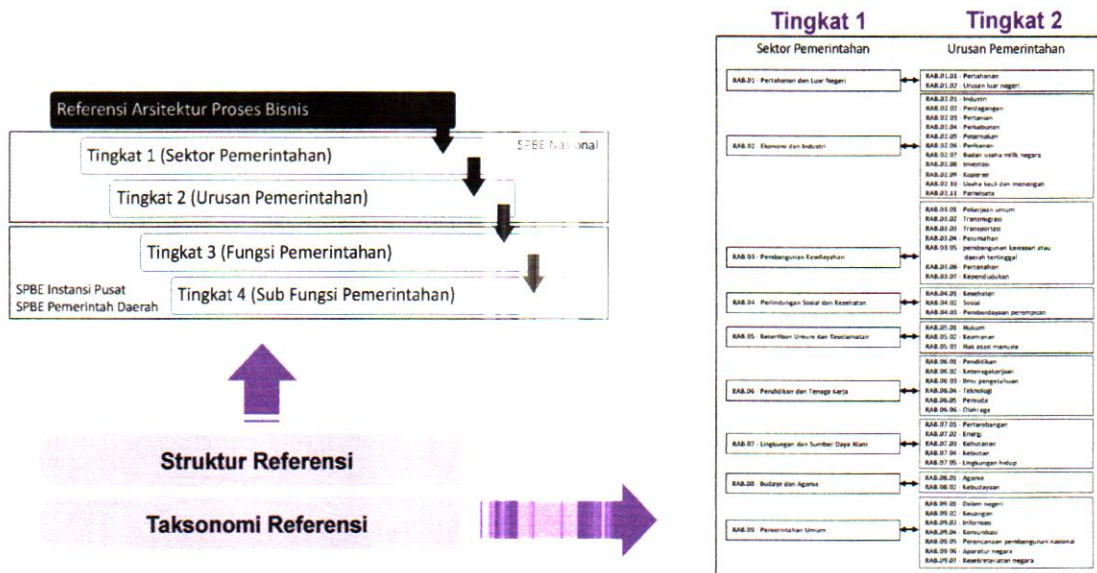 Referensi Arsitektur Proses Bisnis
SPBE Nasional
Tingkat 1 (Sektor Pemerintahan)
Tingkat 2 (Urusan Pemerintahan)
Tingkat 3 (Fungsi Pemerintahan)
Tingkat 4 (Sub Fungsi Pemerintahan)
SPBE Instansi Pusat
SPBE Pemerintah Daerah
Struktur Referensi
Taksonomi Referensi
Tingkat 1
Tingkat 2
Sektor Pemerintahan
Urusan Pemerintahan
RAB.01 - Pertahanan dan Luar Negeri
RAB.01.01 - Pertahanan
RAB.01.02 - Urusan luar negeri
RAB.02 - Ekonomi dan Industri
RAB.02.01 - Industri
RAB.02.02 - Perdagangan
RAB.02.03 - Pertanian
RAB.02.04 - Perkebunan
RAB.02.05 - Peternakan
RAB.02.06 - Perikanan
RAB.02.07 - Badan usaha milik negara
RAB.02.08 - Investasi
RAB.02.09 - Koperasi
RAB.02.10 - Usaha kecil dan menengah
RAB.02.11 - Pariwisata
RAB.03 - Pembangunan Kewilayahan
RAB.03.01 - Pekerjaan umum
RAB.03.02 - Transmigrasi
RAB.03.03 - Transportasi
RAB.03.04 - Perumahan
RAB.03.05 - pembangunan kawasan atau
daerah tertinggal
RAB.03.06 - Pertanahan
RAB.03.07 - Kependudukan
RAB.04 - Perlindungan Sosial dan Kesehatan
RAB.04.01 - Kesehatan
RAB.04.02 - Sosial
RAB.04.03 - Pemberdayaan perempuan
RAB.05 - Ketertiban Umum dan Keselamatan
RAB.05.01 - Hukum
RAB.05.02 - Keamanan
RAB.05.03 - Hak asasi manusia
RAB.06 - Pendidikan dan Tenaga Kerja
RAB.06.01 - Pendidikan
RAB.06.02 - Ketenagakerjaan
RAB.06.03 - Ilmu pengetahuan
RAB.06.04 - Teknologi
RAB.06.05 - Pemuda
RAB.06.06 - Olahraga
RAB.07 - Lingkungan dan Sumber Daya Alam
RAB.07.01 - Pertambangan
RAB.07.02 - Energi
RAB.07.03 - Kehutanan
RAB.07.04 - Kelautan
RAB.07.05 - Lingkungan hidup
RAB.08 - Budaya dan Agama
RAB.08.01 - Agama
RAB.08.02 - Kebudayaan
RAB.09 - Pemerintahan Umum
RAB.09.01 - Dalam negeri
RAB.09.02 - Keuangan
RAB.09.03 - Informasi
RAB.09.04 - Komunikasi
RAB.09.05 - Perencanaan pembangunan nasional
RAB.09.06 - Aparatur negara
RAB.09.07 - Kesekretariatan negara